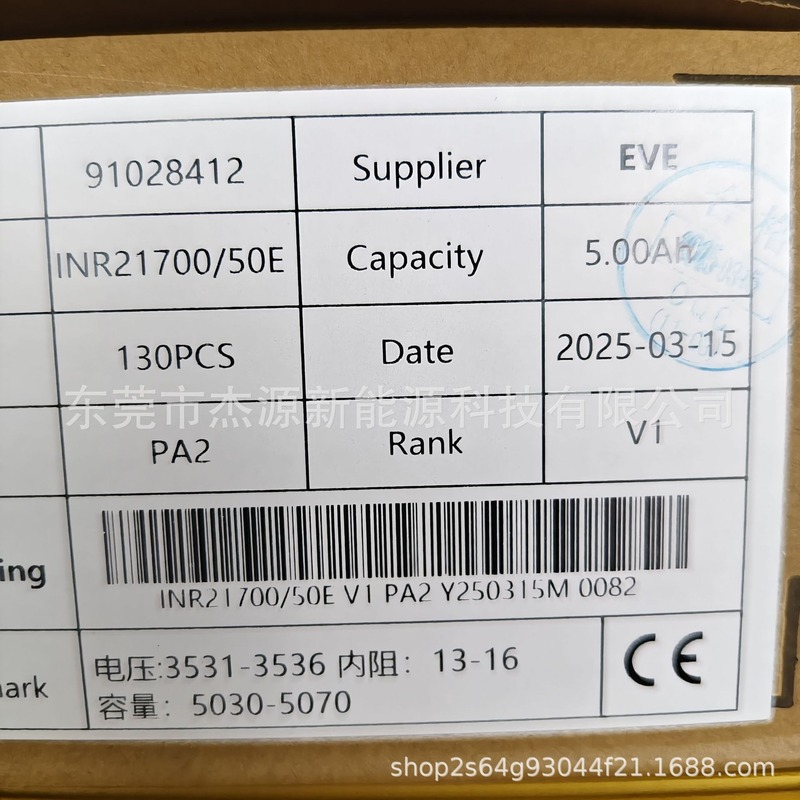 91028412 Supplier EVE
INR21700/50E Capacity 5.00Ah
130PCS Date 2025-03-15
东莞市杰源新能源科技有限公司
PA2 Rank V1
ing
INR21700/50E V1 PA2 Y250315M 0082
电压:3531-3536 内阻：13-16
ark
容量：5030-5070
CE
shop2s64g93044f21.1688.com